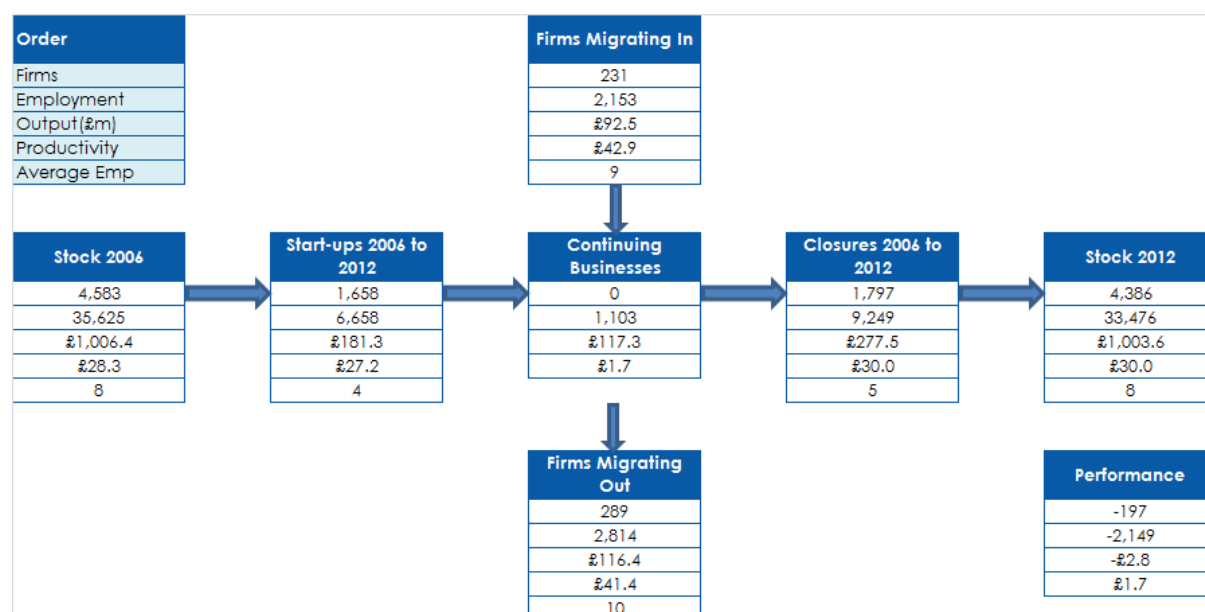 Order
Firms
Employment
Output(£m)
Productivity
Average Emp
Firms Migrating In
231
2,153
£92.5
£42.9
9
Stock 2006
4,583
35,625
£1,006.4
£28.3
8
Start-ups 2006 to
2012
1,658
6,658
£181.3
£27.2
4
Continuing
Businesses
0
1,103
£117.3
£1.7
Closures 2006 to
2012
1,797
9,249
£277.5
£30.0
5
Stock 2012
4,386
33,476
£1,003.6
£30.0
8
Firms Migrating
Out
289
2,814
£116.4
£41.4
10
Performance
-197
-2,149
-£2.8
£1.7